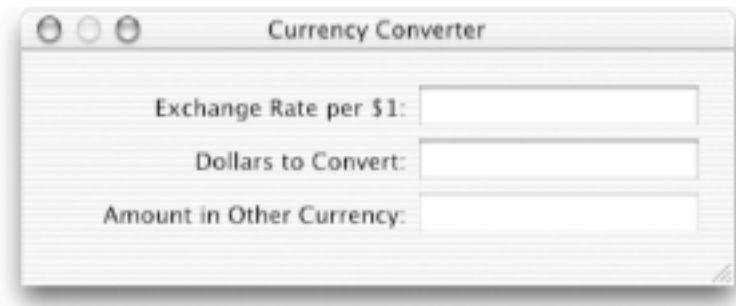 Currency Converter
Exchange Rate per $1:
Dollars to Convert:
Amount in Other Currency: